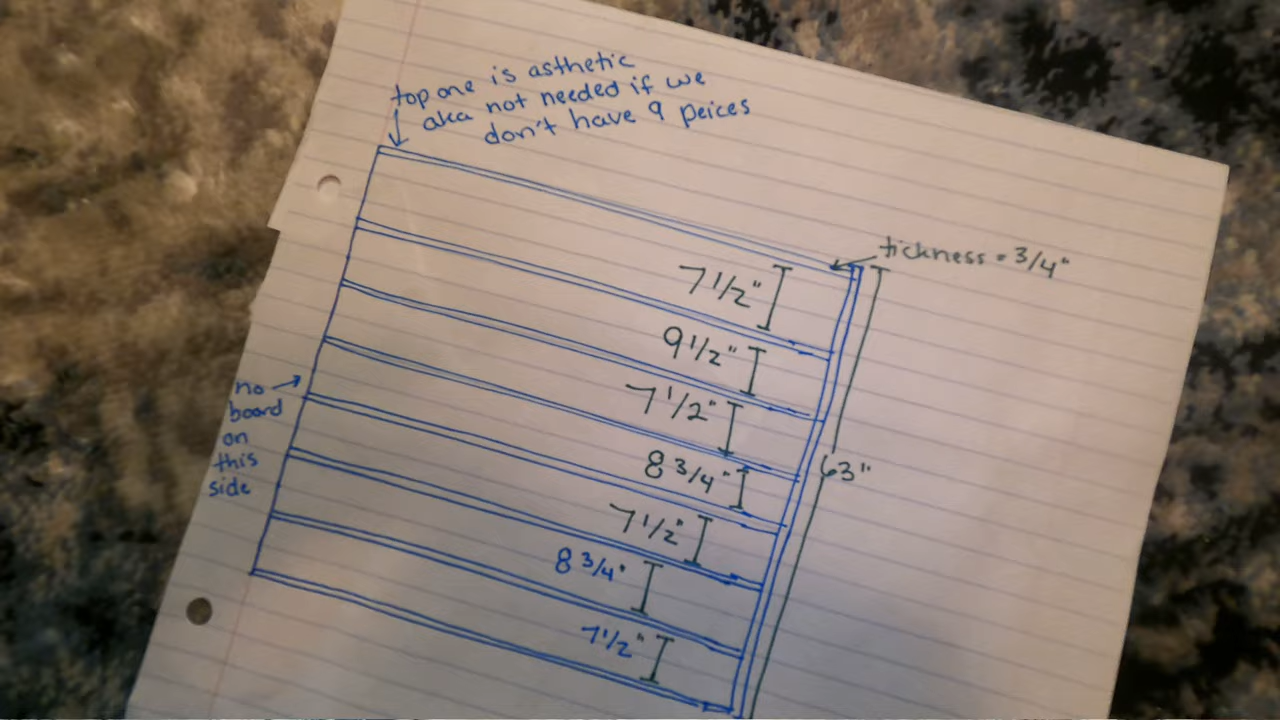 top one is asthetic
aka not needed if we
don't have 9 peices
tickness = 3/4"
7 1/2"
9 1/2"
7 1/2"
8 3/4"
7 1/2"
8 3/4"
7 1/2"
63"
no
board
on
this
side